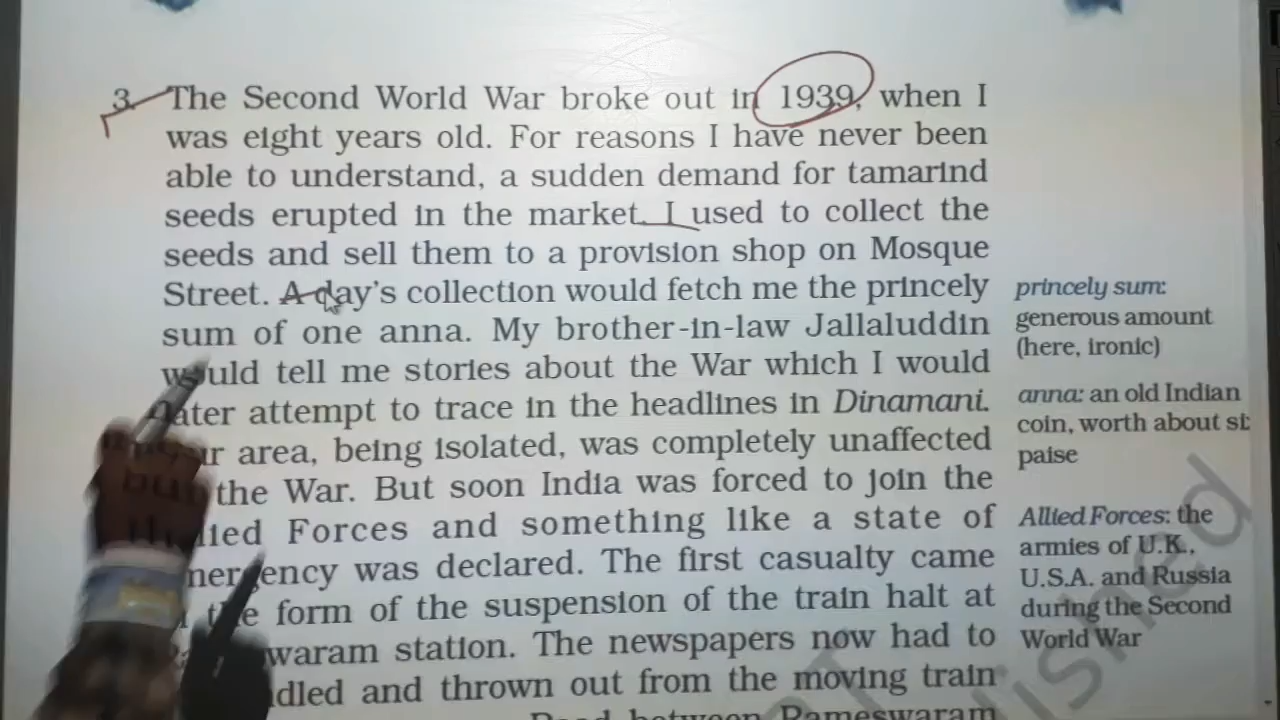 3. The Second World War broke out in 1939, when I
was eight years old. For reasons I have never been
able to understand, a sudden demand for tamarind
seeds erupted in the market. I used to collect the
seeds and sell them to a provision shop on Mosque
Street. A day's collection would fetch me the princely
sum of one anna. My brother-in-law Jallaluddin
would tell me stories about the War which I would
later attempt to trace in the headlines in Dinamani.
area, being isolated, was completely unaffected
the War. But soon India was forced to join the
Forces and something like a state of
was declared. The first casualty came
the form of the suspension of the train halt at
station. The newspapers now had to
and thrown out from the moving train
between Rameswaram
princely sum:
generous amount
(here, ironic)
anna: an old Indian
coin, worth about
paise
Allied Forces: the
armies of U.K.,
U.S.A. and Russia
during the Second
World War